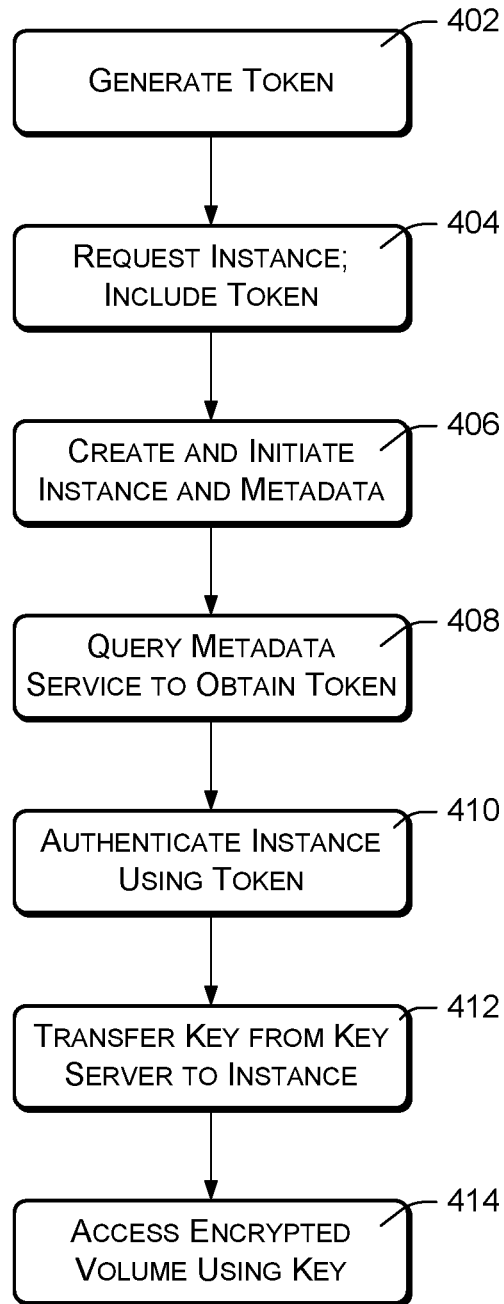 402
GENERATE TOKEN
404
REQUEST INSTANCE;
INCLUDE TOKEN
406
CREATE AND INITIATE
INSTANCE AND METADATA
408
QUERY METADATA
SERVICE TO OBTAIN TOKEN
410
AUTHENTICATE INSTANCE
USING TOKEN
412
TRANSFER KEY FROM KEY
SERVER TO INSTANCE
414
ACCESS ENCRYPTED
VOLUME USING KEY